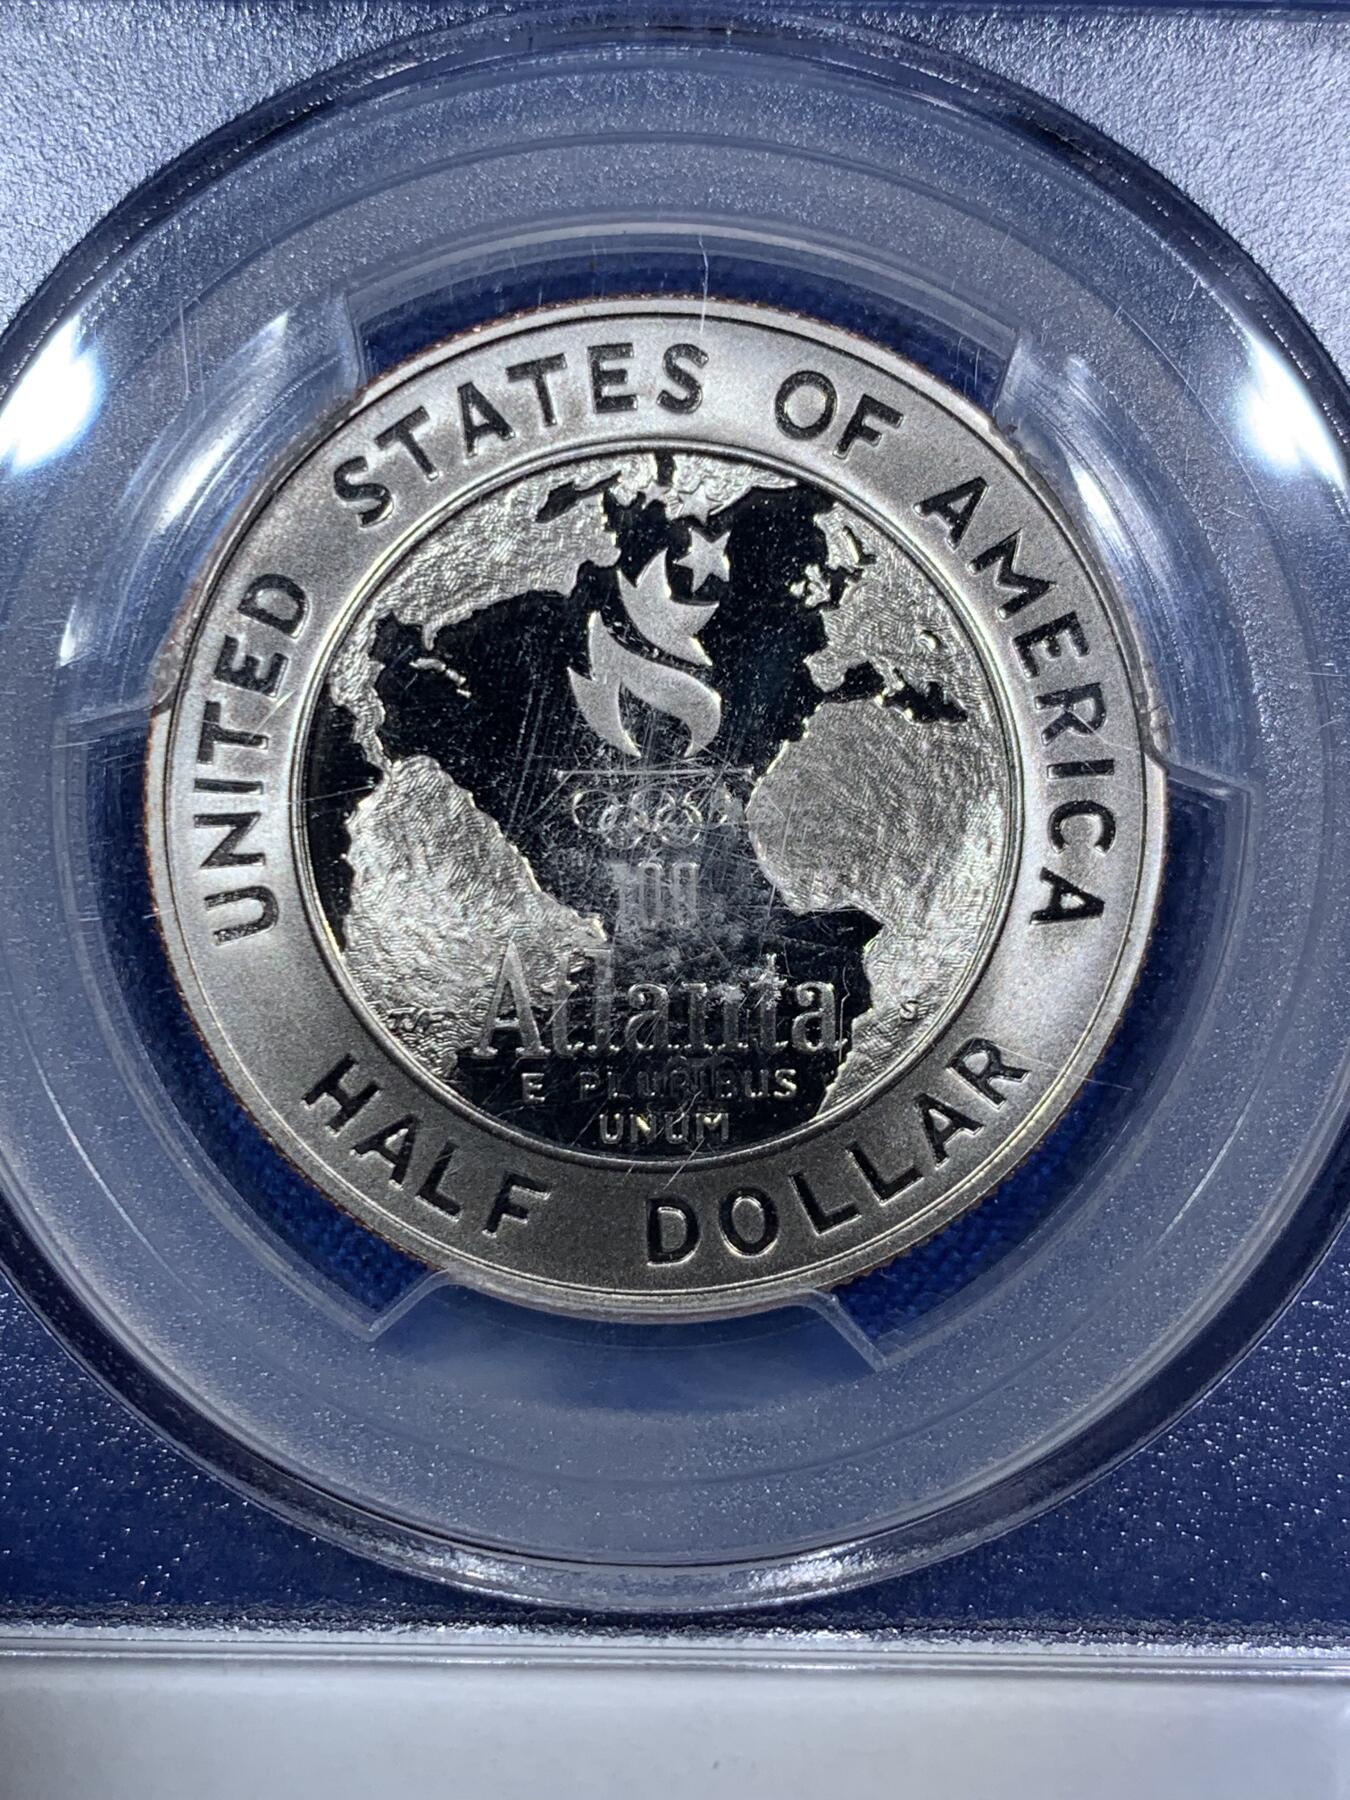 UNITED STATES OF AMERICA
100
Atlanta
E PLURIBUS
UNUM
S
HALF DOLLAR